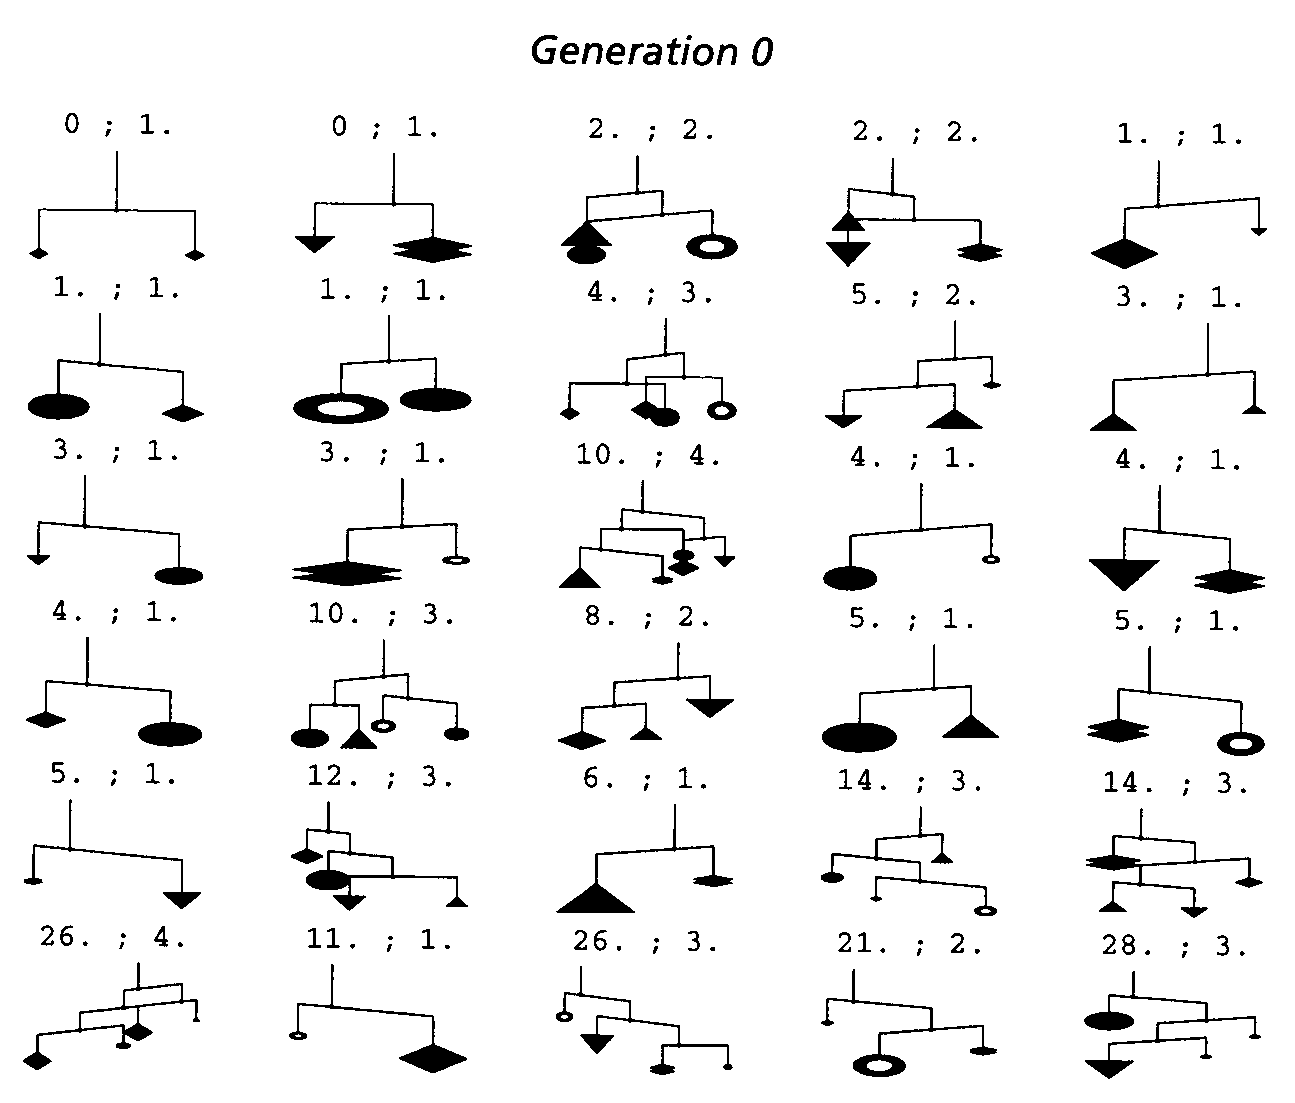 Generation 0
0 ; 1. 0 ; 1. 2. ; 2. 2. ; 2. 1. ; 1.
1. ; 1. 1. ; 1. 4. ; 3. 5. ; 2. 3. ; 1.
3. ; 1. 3. ; 1. 10. ; 4. 4. ; 1. 4. ; 1.
4. ; 1. 10. ; 3. 8. ; 2. 5. ; 1. 5. ; 1.
5. ; 1. 12. ; 3. 6. ; 1. 14. ; 3. 14. ; 3.
26. ; 4. 11. ; 1. 26. ; 3. 21. ; 2. 28. ; 3.